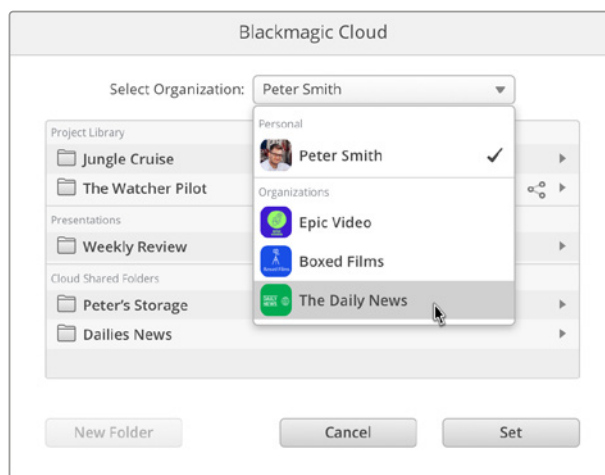 Blackmagic Cloud
Select Organization: Peter Smith
Project Library
Jungle Cruise
The Watcher Pilot
Presentations
Weekly Review
Cloud Shared Folders
Peter's Storage
Dailies News
Personal
Peter Smith
Organizations
Epic Video
Boxed Films
DAILY NEWS The Daily News
New Folder Cancel Set